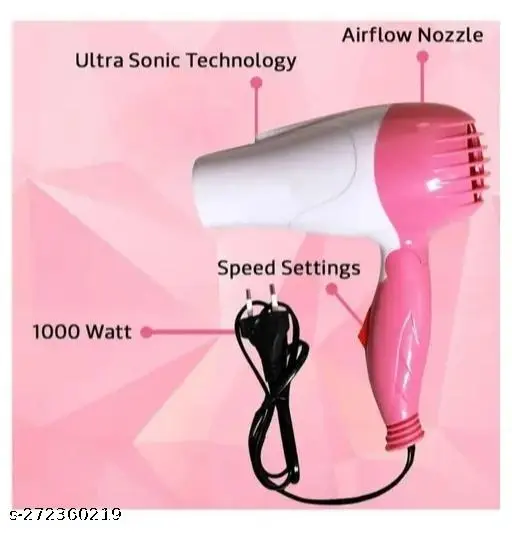 Airflow Nozzle
Ultra Sonic Technology
Speed Settings
1000 Watt
s-272360219